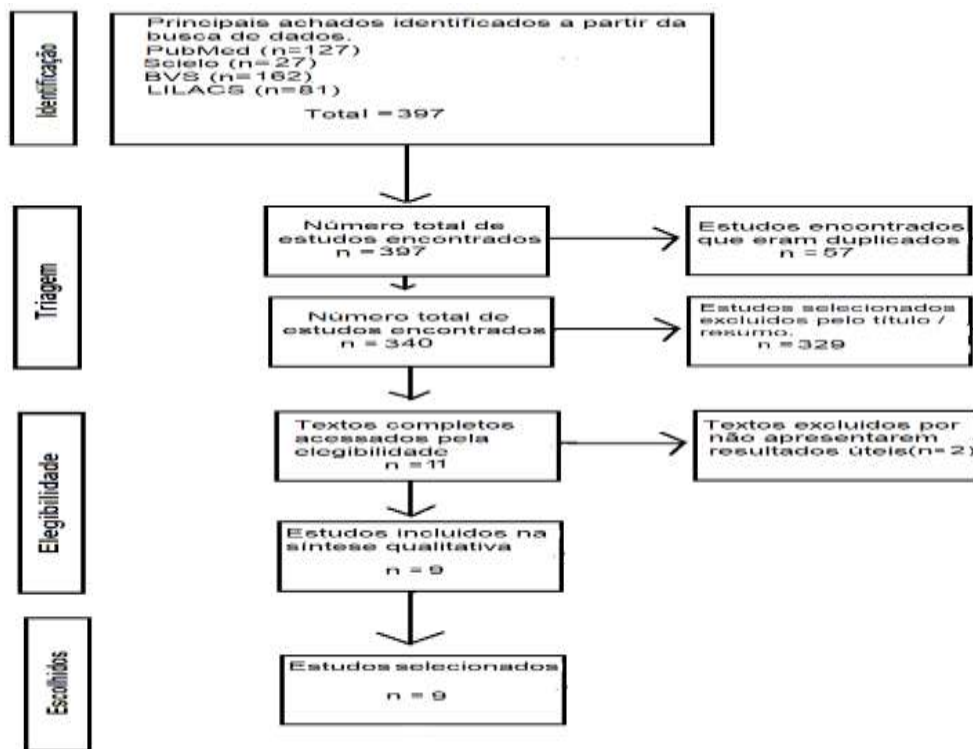 Identificação
Principais achados identificados a partir da
busca de dados.
PubMed (n=127)
Scielo (n=27)
BVS (n=162)
LILACS (n=81)
Total = 397
Triagem
Número total de
estudos encontrados
n = 397
Estudos encontrados
que eram duplicados
n = 57
Número total de
estudos encontrados
n = 340
Estudos selecionados
excluidos pelo título /
resumo.
n = 329
Elegibilidade
Textos completos
acessados pela
elegibilidade
n = 11
Textos excluidos por
não apresentarem
resultados úteis(n= 2)
Estudos incluidos na
síntese qualitativa
n = 9
Escolhidos
Estudos selecionados
n = 9